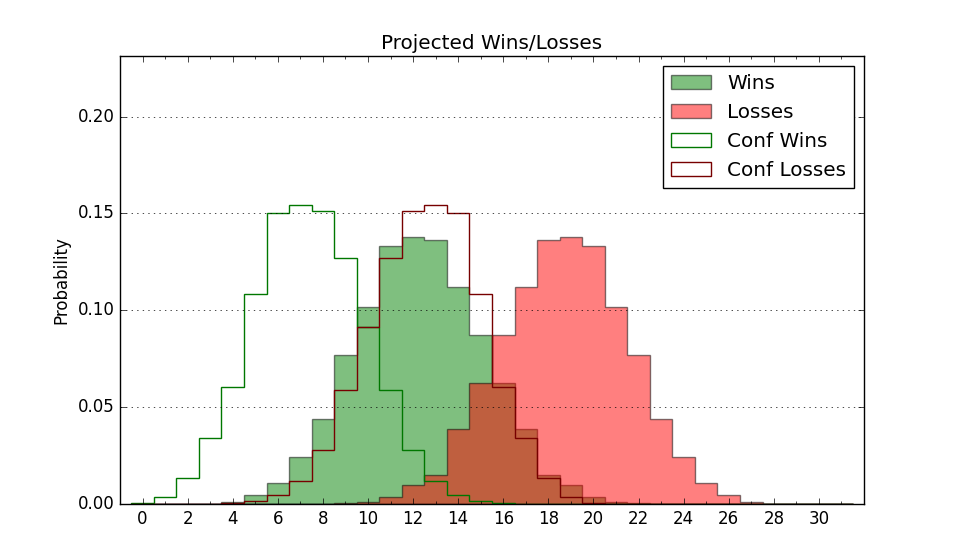 Projected Wins/Losses
Wins
Losses
Conf Wins
Conf Losses
Probability
0.20
0.15
0.10
0.05
0.00
0 2 4 6 8 10 12 14 16 18 20 22 24 26 28 30